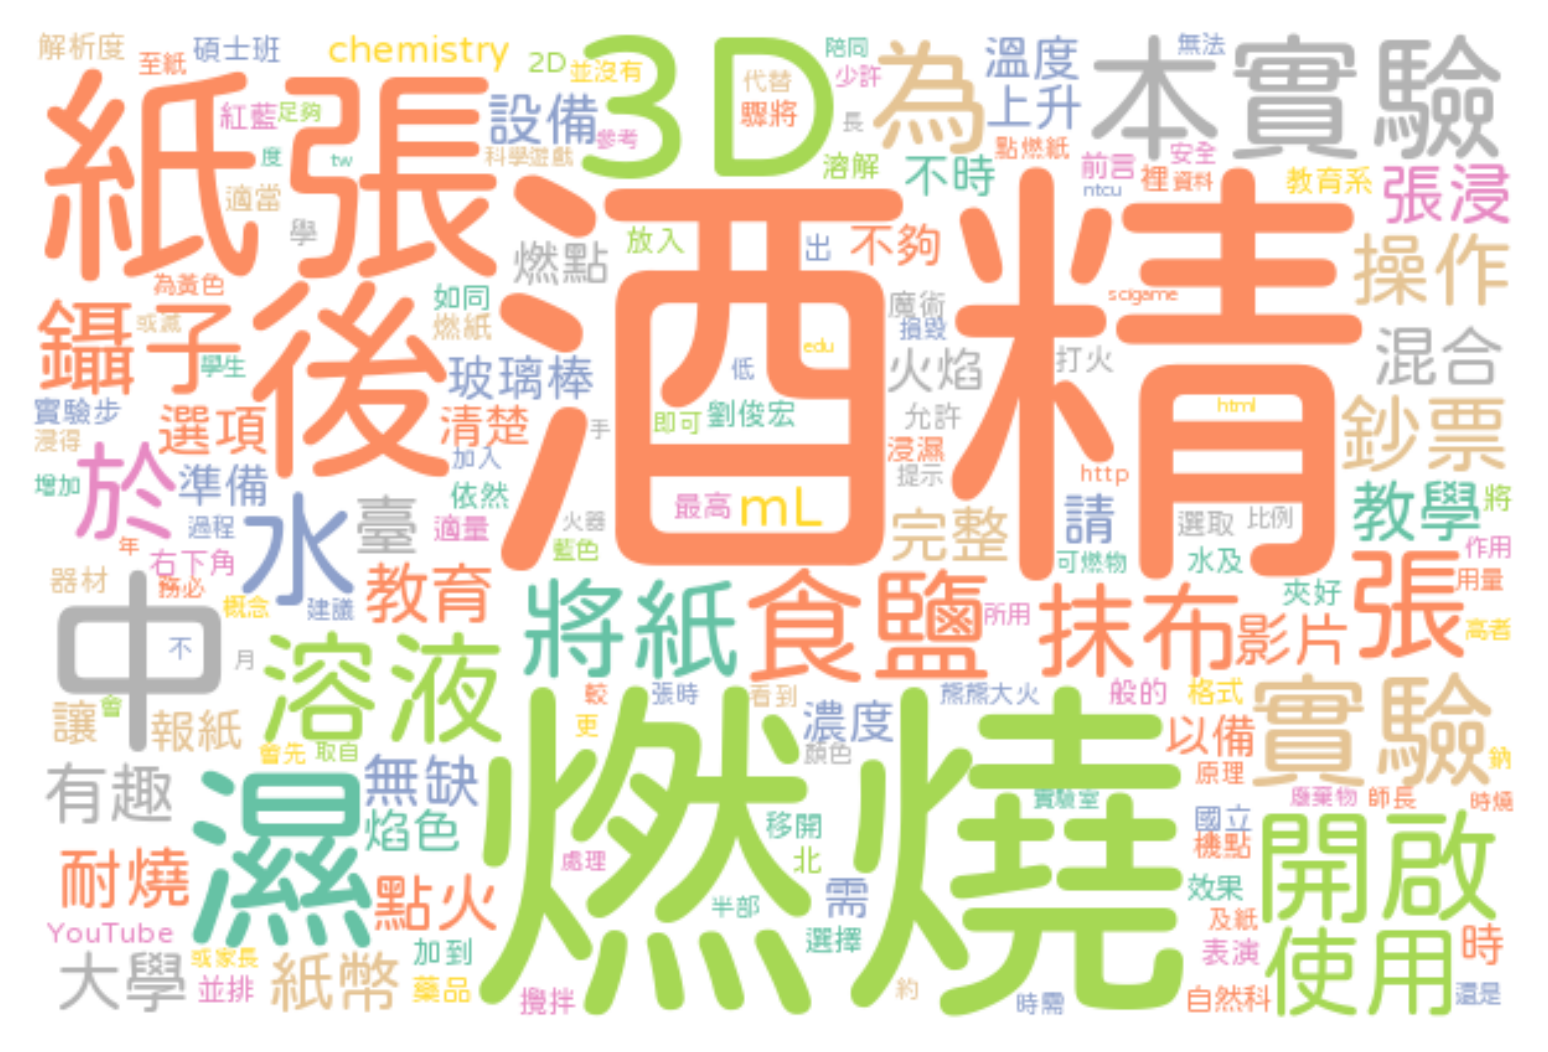 解析度 碩士班 chemistry 2D 3D 陪同 為 溫度 無法 本實驗
至紙 並沒有 代替 少許 上升
紙張 紅藍 足夠 設備 參考 驟將 長 點燃紙 前言 安全
度 tw 科學遊戲 溶解 不時 ntcu 裡 資料 教育系 張浸
適當 學 燃點 放入 酒精 出 不夠 操作
為黃色 如同 魔術 scigame
鑷子 或滅 後 燃紙 損毀 混合
學生 玻璃棒 edu 低 火焰 打火
實驗步 選項 清楚 手 即可 劉俊宏 允許 html 鈔票
浸得 加入 浸濕 提示 http
增加 於 準備 依然 最高 mL 請 教學 將
過程 水 臺 適量 火器 完整 選取 比例
年 右下角 藍色 可燃物 水及 作用
器材 務必 教育 將紙 食鹽 抹布 夾好 張 用量
中 概念 建議 所用 影片 高者
不 月 溶液
讓 會 報紙 較 張時 看到 熊熊大火 般的 格式 實驗
會先 取自 更 濃度 以備
有趣 濕 無缺 燃燒 顏色 原理 鈉
焰色 移開 實驗室 廢棄物 師長 時燒
耐燒 處理 北 國立 機點 開啟
點火 半部 需 效果
YouTube 加到 選擇 及紙 表演 使用 時
大學 或家長 並排 紙幣 藥品 攪拌 約 時需 自然科 還是